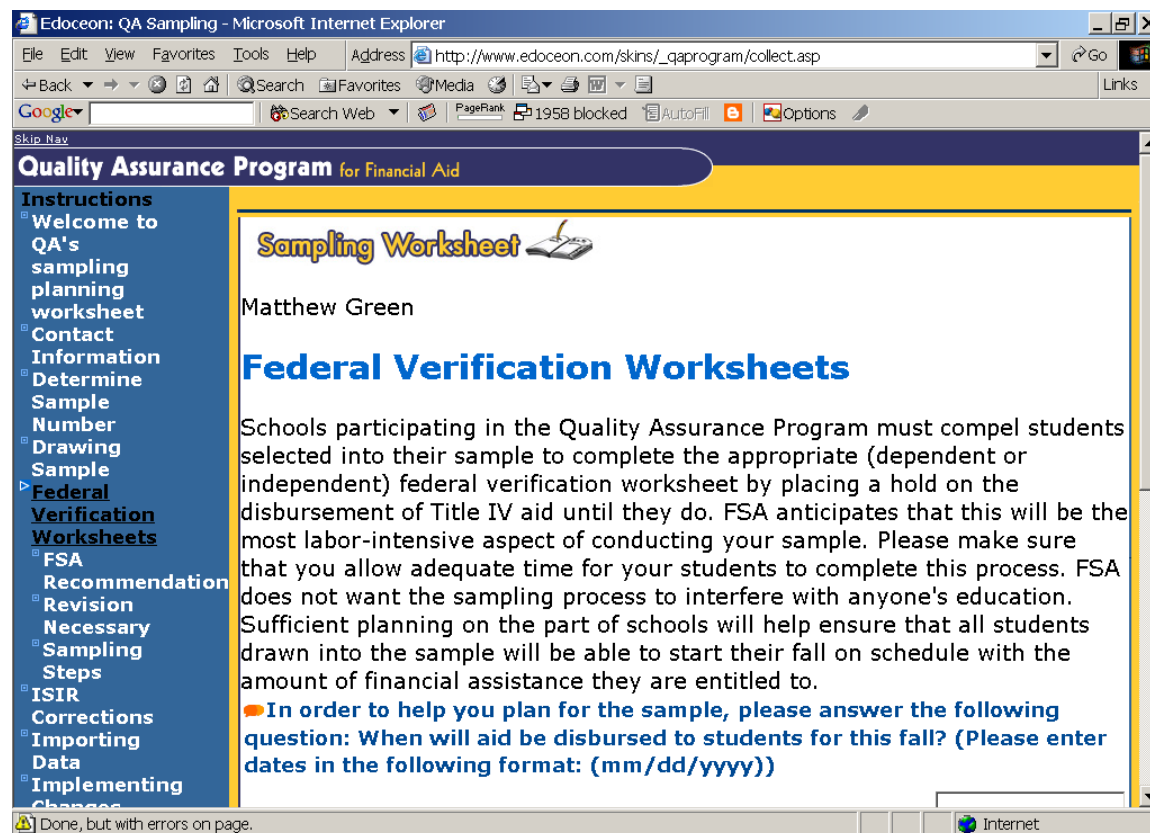 Edoceon: QA Sampling - Microsoft Internet Explorer
File Edit View Favorites Tools Help Address http://www.edoceon.com/skins/_qaprogram/collect.asp Go
Back Search Favorites Media Links
Google Search Web PageRank 1958 blocked AutoFill Options
Skip Nav
Quality Assurance Program for Financial Aid
Instructions
Welcome to
QA's
sampling
planning
worksheet
Contact
Information
Determine
Sample
Number
Drawing
Sample
Federal
Verification
Worksheets
FSA
Recommendation
Revision
Necessary
Sampling
Steps
ISIR
Corrections
Importing
Data
Implementing
Changes
Sampling Worksheet
Matthew Green
Federal Verification Worksheets
Schools participating in the Quality Assurance Program must compel students
selected into their sample to complete the appropriate (dependent or
independent) federal verification worksheet by placing a hold on the
disbursement of Title IV aid until they do. FSA anticipates that this will be the
most labor-intensive aspect of conducting your sample. Please make sure
that you allow adequate time for your students to complete this process. FSA
does not want the sampling process to interfere with anyone's education.
Sufficient planning on the part of schools will help ensure that all students
drawn into the sample will be able to start their fall on schedule with the
amount of financial assistance they are entitled to.
In order to help you plan for the sample, please answer the following
question: When will aid be disbursed to students for this fall? (Please enter
dates in the following format: (mm/dd/yyyy))
Done, but with errors on page. Internet